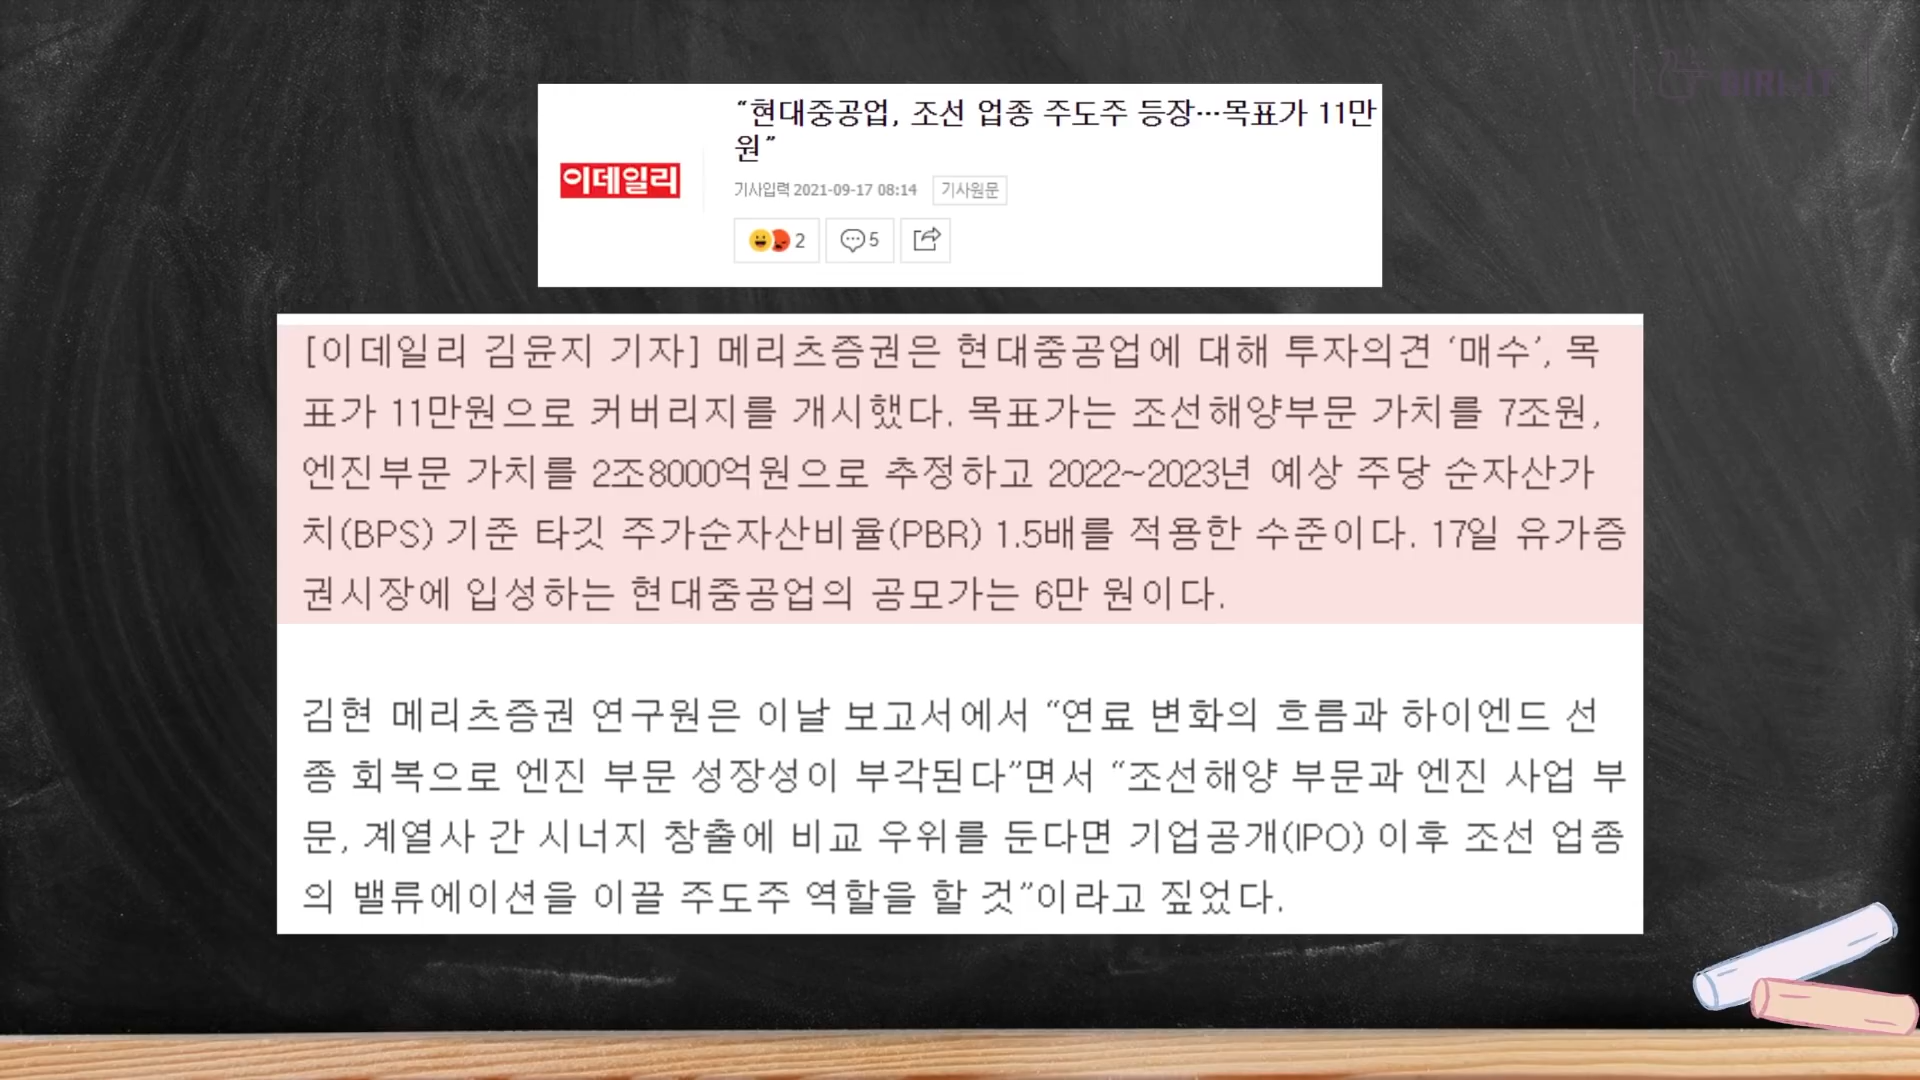 “현대중공업, 조선 업종 주도주 등장…목표가 11만
원”
이데일리
기사입력 2021-09-17 08:14 기사원문
2 5
[이데일리 김윤지 기자] 메리츠증권은 현대중공업에 대해 투자의견 ‘매수’, 목
표가 11만원으로 커버리지를 개시했다. 목표가는 조선해양부문 가치를 7조원,
엔진부문 가치를 2조8000억원으로 추정하고 2022~2023년 예상 주당 순자산가
치(BPS) 기준 타깃 주가순자산비율(PBR) 1.5배를 적용한 수준이다. 17일 유가증
권시장에 입성하는 현대중공업의 공모가는 6만 원이다.
김현 메리츠증권 연구원은 이날 보고서에서 “연료 변화의 흐름과 하이엔드 선
종 회복으로 엔진 부문 성장성이 부각된다”면서 “조선해양 부문과 엔진 사업 부
문, 계열사 간 시너지 창출에 비교 우위를 둔다면 기업공개(IPO) 이후 조선 업종
의 밸류에이션을 이끌 주도주 역할을 할 것”이라고 짚었다.